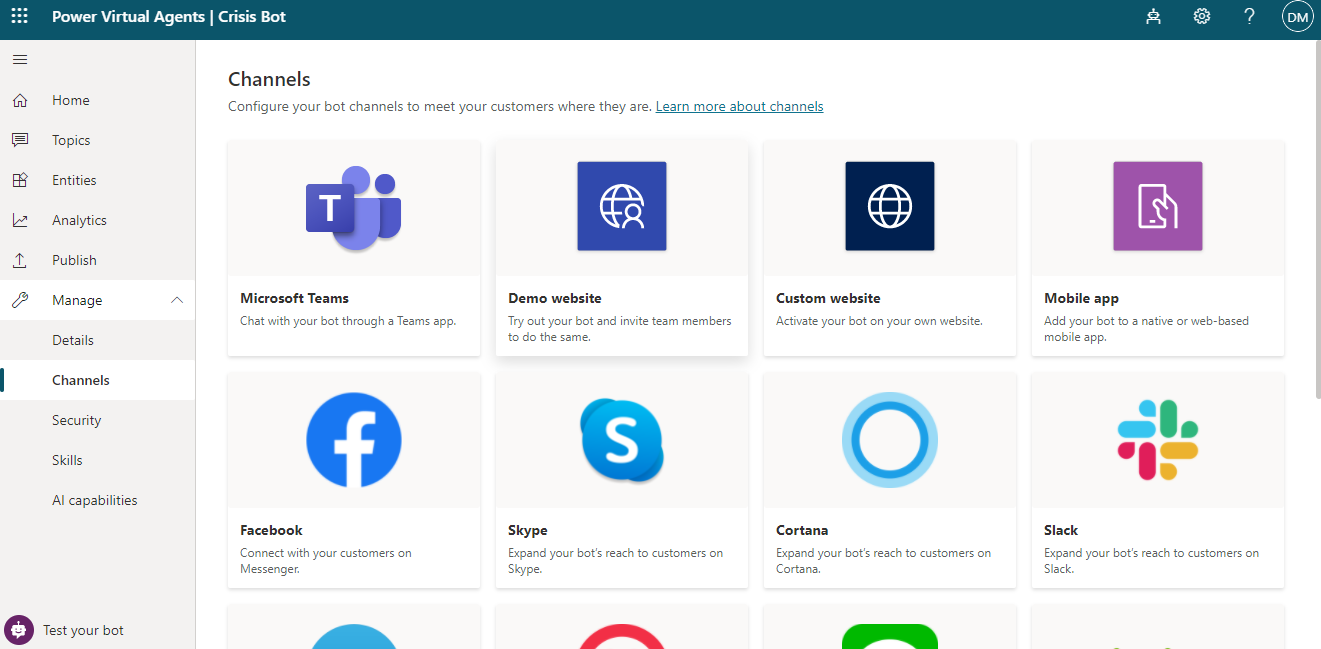 Power Virtual Agents | Crisis Bot
DM
Home
Topics
Entities
Analytics
Publish
Manage
Details
Channels
Security
Skills
AI capabilities
Test your bot
Channels
Configure your bot channels to meet your customers where they are. Learn more about channels
T
Microsoft Teams
Chat with your bot through a Teams app.
Demo website
Try out your bot and invite team members
to do the same.
Custom website
Activate your bot on your own website.
Mobile app
Add your bot to a native or web-based
mobile app.
Facebook
Connect with your customers on
Messenger.
S
Skype
Expand your bot's reach to customers on
Skype.
Cortana
Expand your bot's reach to customers on
Cortana.
Slack
Expand your bot's reach to customers on
Slack.